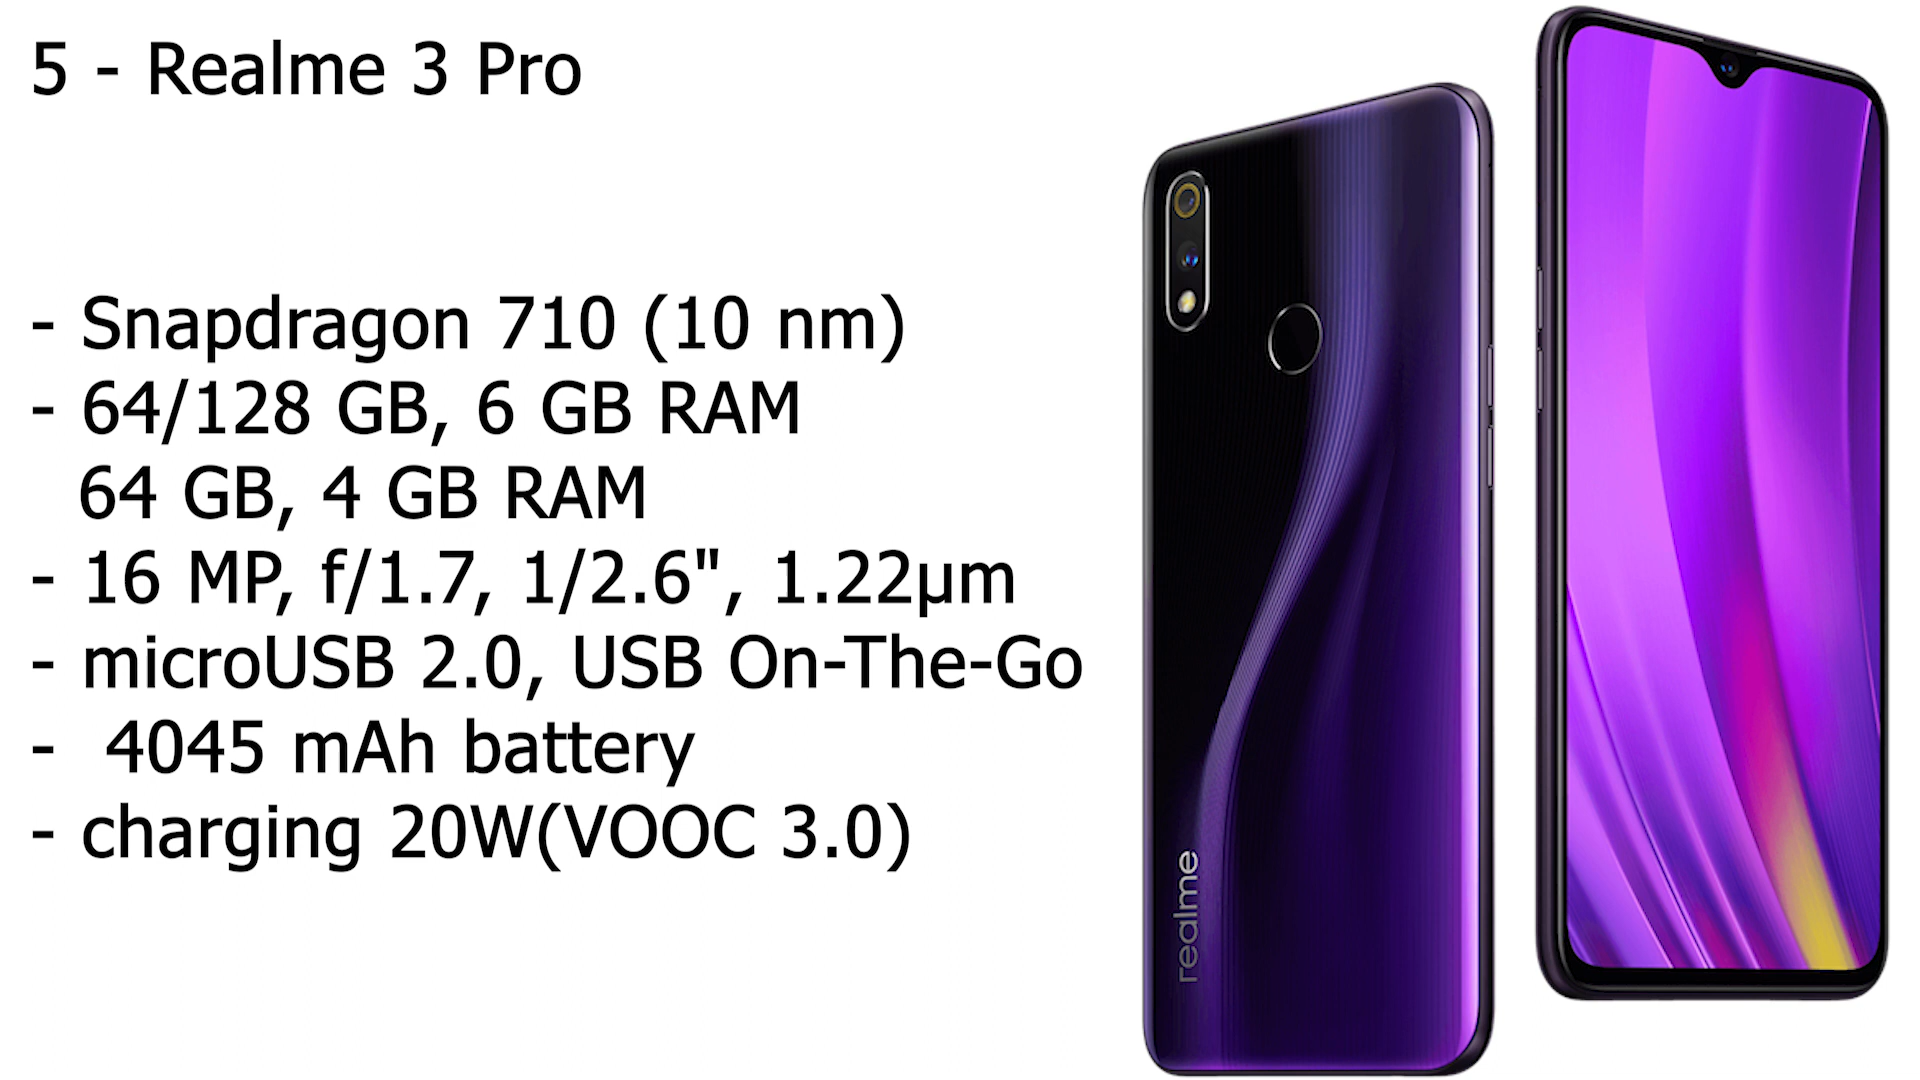 5 - Realme 3 Pro
- Snapdragon 710 (10 nm)
- 64/128 GB, 6 GB RAM
64 GB, 4 GB RAM
- 16 MP, f/1.7, 1/2.6", 1.22µm
- microUSB 2.0, USB On-The-Go
- 4045 mAh battery
- charging 20W(VOOC 3.0)
realme